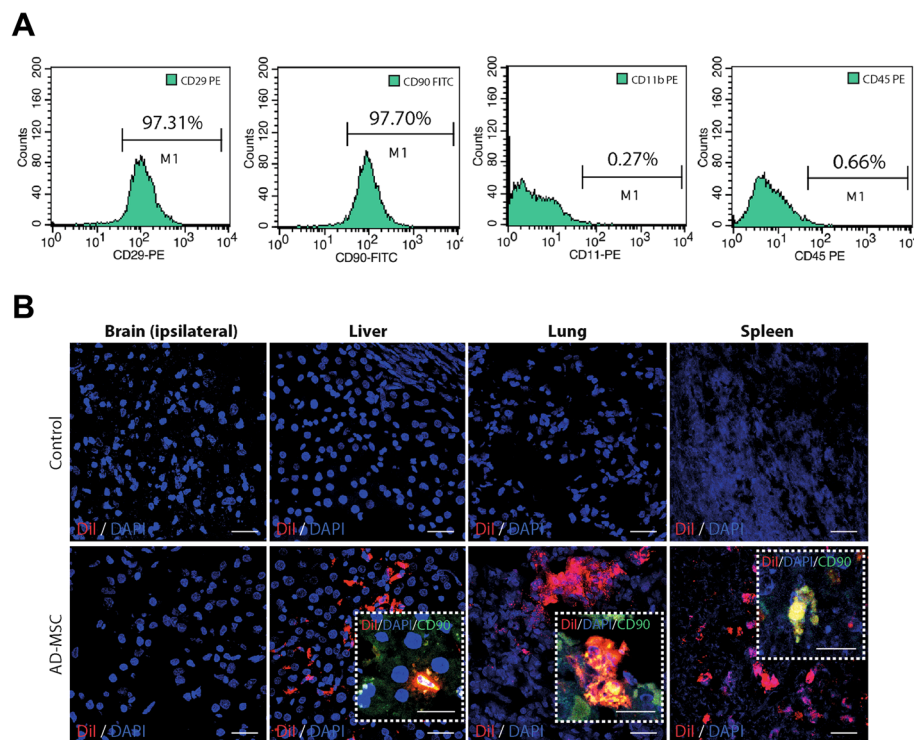 A
CD29 PE
97.31%
M1
Counts
200
160
120
80
40
0
10^0 10^1 10^2 10^3 10^4
CD29-PE
CD90 FITC
97.70%
M1
Counts
200
160
120
80
40
0
10^0 10^1 10^2 10^3 10^4
CD90-FITC
CD11b PE
0.27%
M1
Counts
200
160
120
80
40
0
10^0 10^1 10^2 10^3 10^4
CD11-PE
CD45 PE
0.66%
M1
Counts
200
160
120
80
40
0
10^0 10^1 10^2 10^3 10^4
CD45 PE
B
Brain (ipsilateral) Liver Lung Spleen
Control
DiI / DAPI DiI / DAPI DiI / DAPI DiI / DAPI
AD-MSC
DiI/DAPI/CD90
DiI/DAPI/CD90
DiI/DAPI/CD90
DiI / DAPI DiI / DAPI DiI / DAPI DiI / DAPI